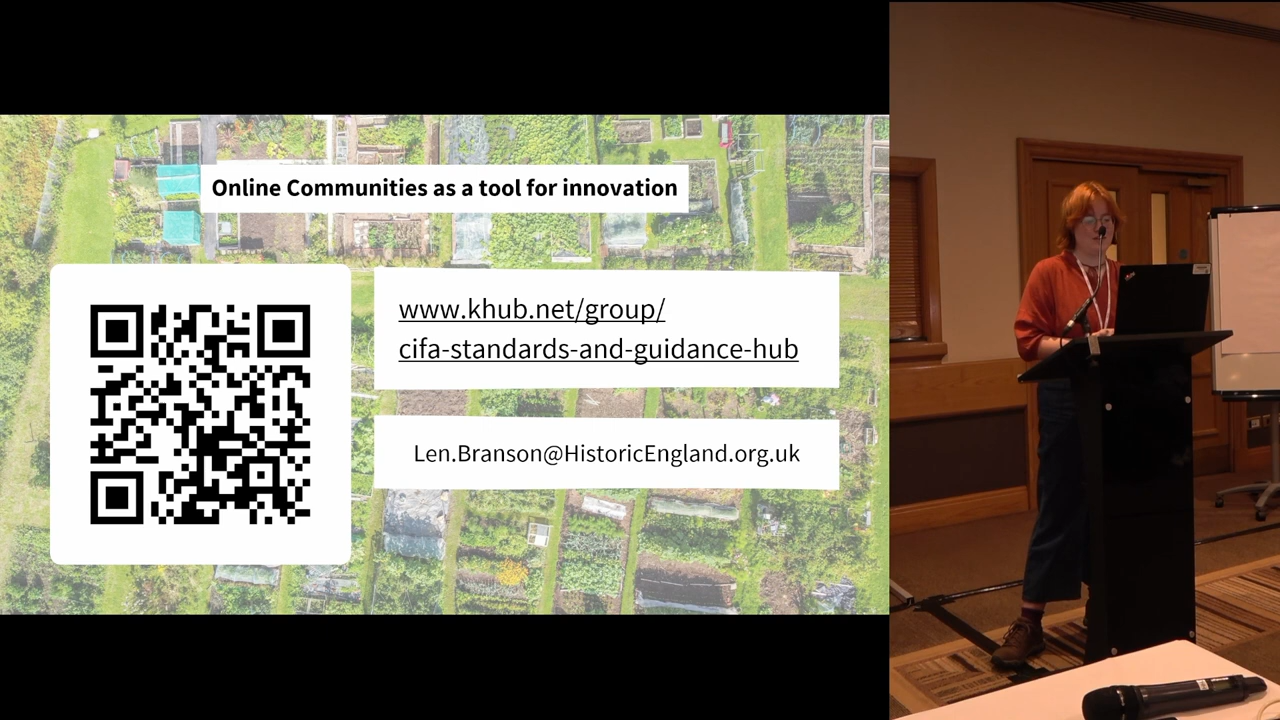 Online Communities as a tool for innovation
www.khub.net/group/
cifa-standards-and-guidance-hub
Len.Branson@HistoricEngland.org.uk